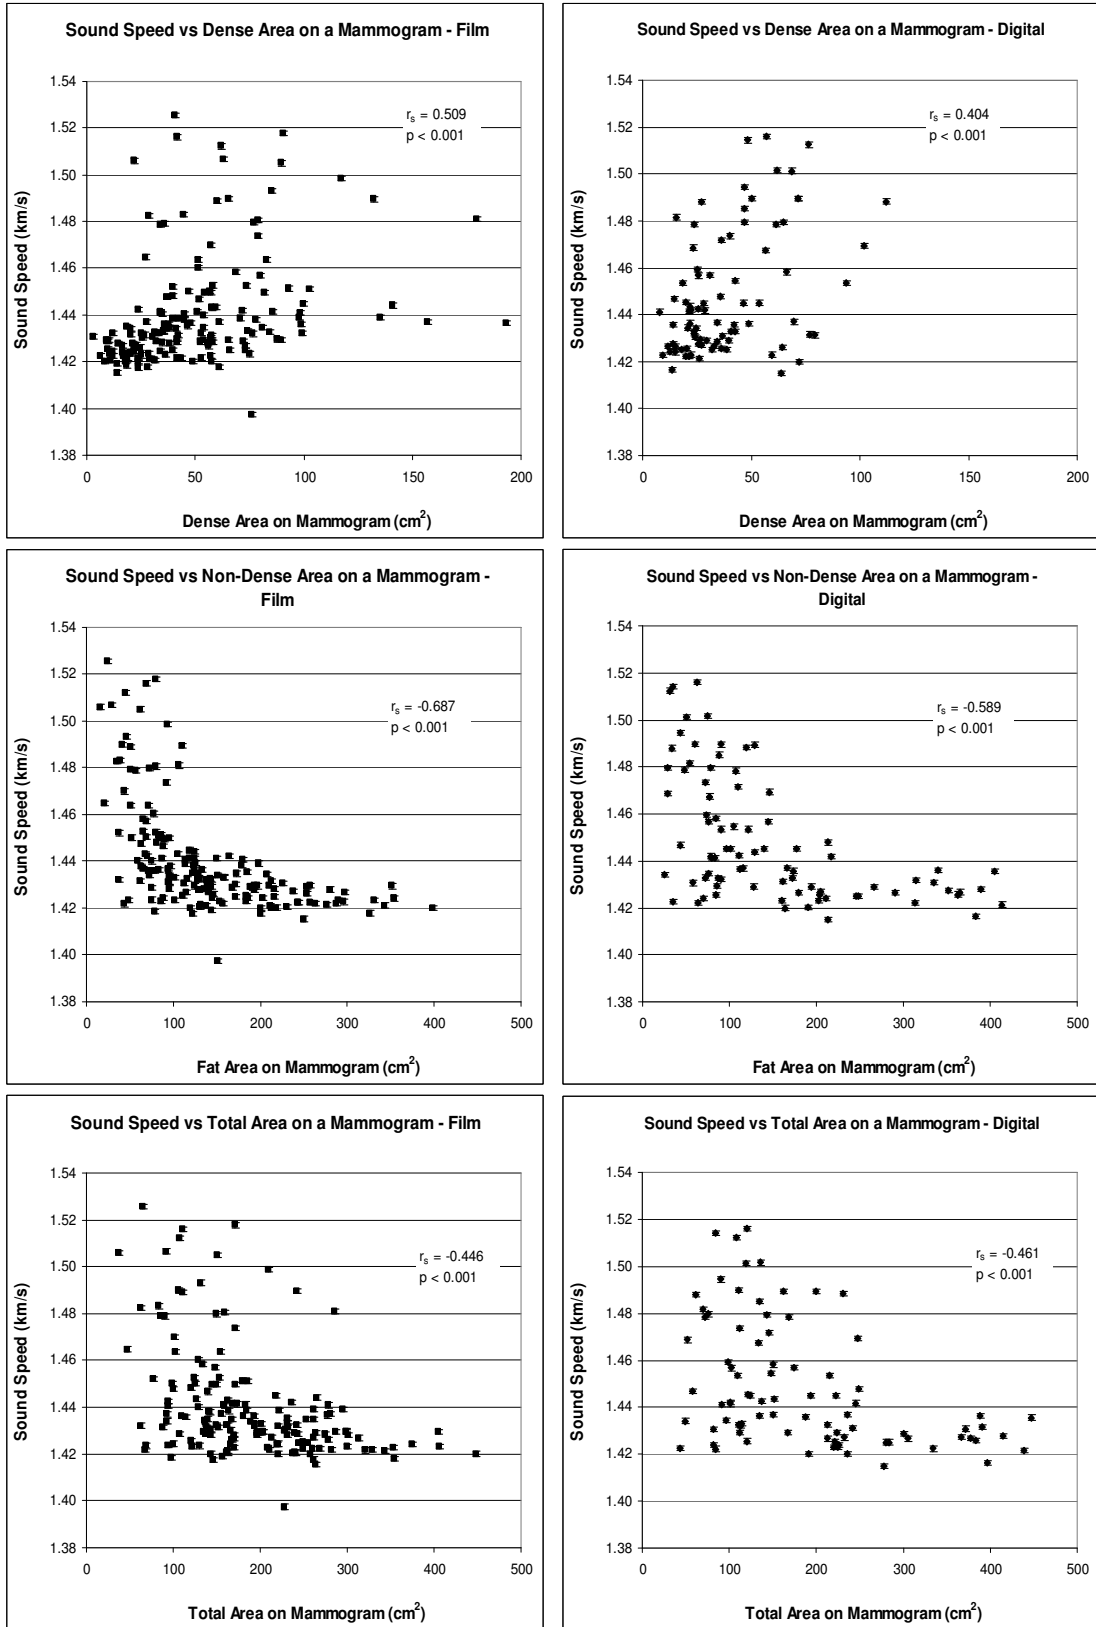 Sound Speed vs Dense Area on a Mammogram - Film
1.54
1.52
1.50
1.48
1.46
1.44
1.42
1.40
1.38
Sound Speed (km/s)
rs = 0.509
p < 0.001
0 50 100 150 200
Dense Area on Mammogram (cm²)
Sound Speed vs Dense Area on a Mammogram - Digital
1.54
1.52
1.50
1.48
1.46
1.44
1.42
1.40
1.38
Sound Speed (km/s)
rs = 0.404
p < 0.001
0 50 100 150 200
Dense Area on Mammogram (cm²)
Sound Speed vs Non-Dense Area on a Mammogram -
Film
1.54
1.52
1.50
1.48
1.46
1.44
1.42
1.40
1.38
Sound Speed (km/s)
rs = -0.687
p < 0.001
0 100 200 300 400 500
Fat Area on Mammogram (cm²)
Sound Speed vs Non-Dense Area on a Mammogram -
Digital
1.54
1.52
1.50
1.48
1.46
1.44
1.42
1.40
1.38
Sound Speed (km/s)
rs = -0.589
p < 0.001
0 100 200 300 400 500
Fat Area on Mammogram (cm²)
Sound Speed vs Total Area on a Mammogram - Film
1.54
1.52
1.50
1.48
1.46
1.44
1.42
1.40
1.38
Sound Speed (km/s)
rs = -0.446
p < 0.001
0 100 200 300 400 500
Total Area on Mammogram (cm²)
Sound Speed vs Total Area on a Mammogram - Digital
1.54
1.52
1.50
1.48
1.46
1.44
1.42
1.40
1.38
Sound Speed (km/s)
rs = -0.461
p < 0.001
0 100 200 300 400 500
Total Area on Mammogram (cm²)